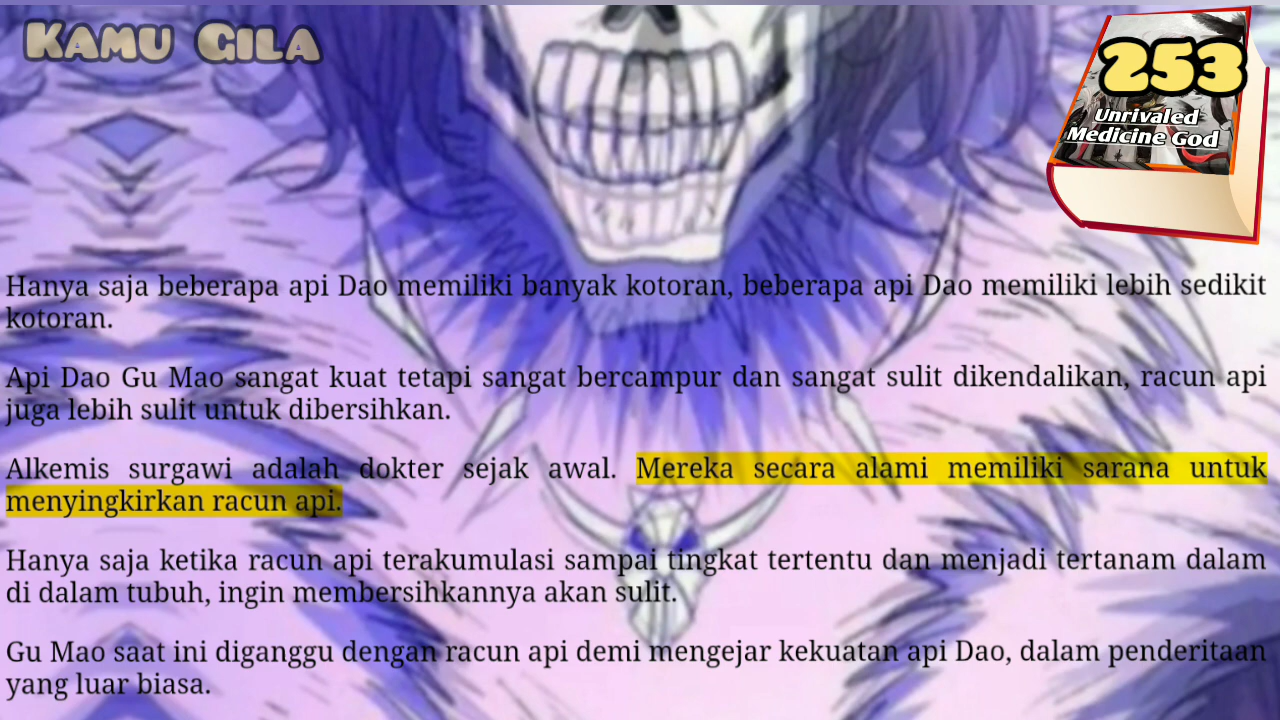 Kamu Gila
253
Unrivaled
Medicine God
Hanya saja beberapa api Dao memiliki banyak kotoran, beberapa api Dao memiliki lebih sedikit
kotoran.
Api Dao Gu Mao sangat kuat tetapi sangat bercampur dan sangat sulit dikendalikan, racun api
juga lebih sulit untuk dibersihkan.
Alkemis surgawi adalah dokter sejak awal. Mereka secara alami memiliki sarana untuk
menyingkirkan racun api.
Hanya saja ketika racun api terakumulasi sampai tingkat tertentu dan menjadi tertanam dalam
di dalam tubuh, ingin membersihkannya akan sulit.
Gu Mao saat ini diganggu dengan racun api demi mengejar kekuatan api Dao, dalam penderitaan
yang luar biasa.